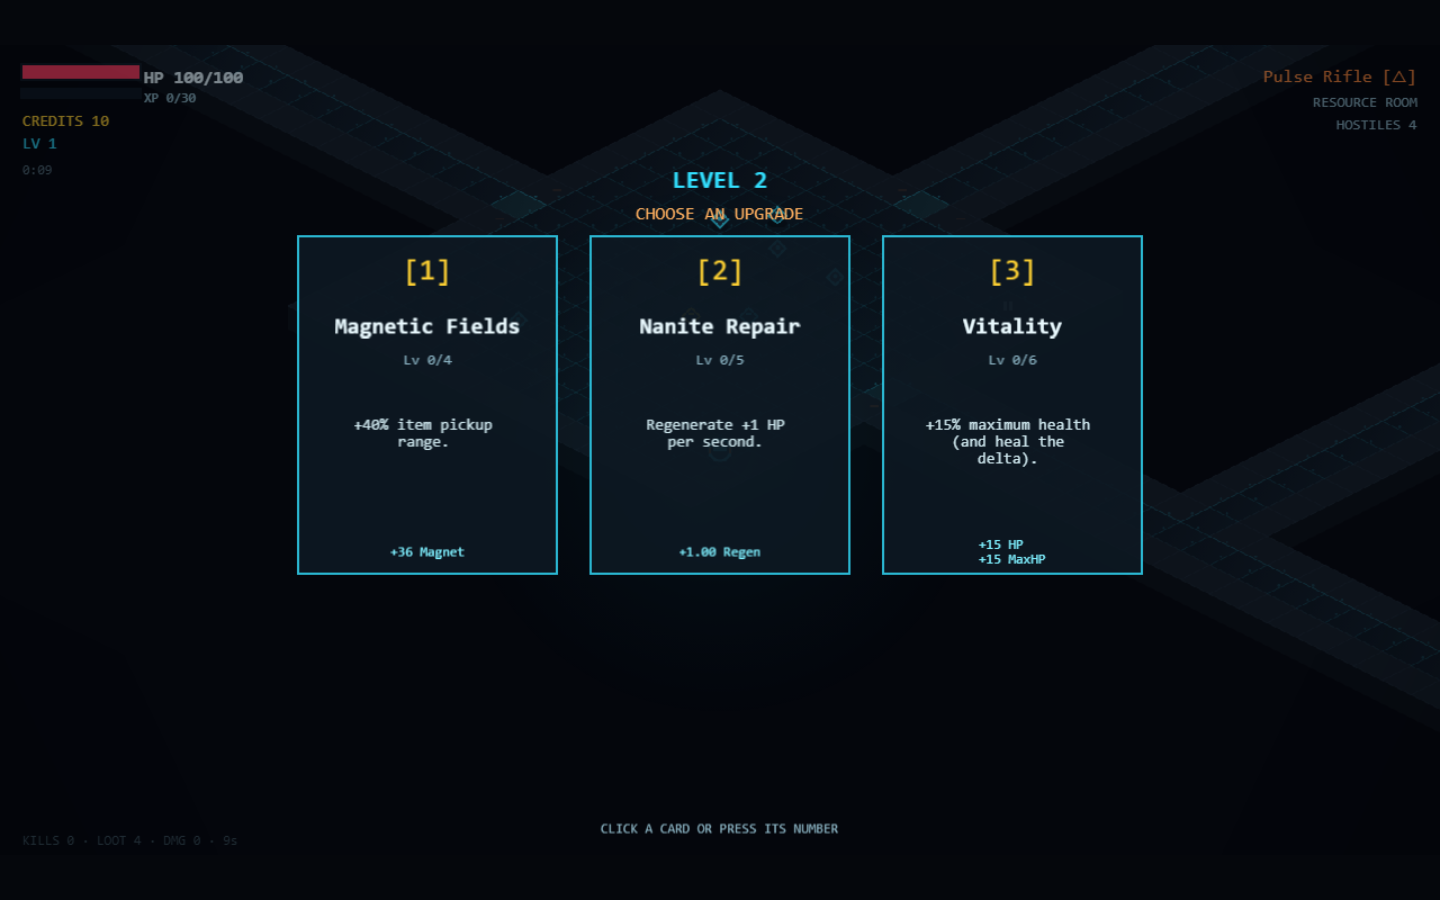 HP 100/100
XP 0/30
CREDITS 10
LV 1
0:09
Pulse Rifle [△]
RESOURCE ROOM
HOSTILES 4
LEVEL 2
CHOOSE AN UPGRADE
[1]
Magnetic Fields
Lv 0/4
+40% item pickup
range.
+36 Magnet
[2]
Nanite Repair
Lv 0/5
Regenerate +1 HP
per second.
+1.00 Regen
[3]
Vitality
Lv 0/6
+15% maximum health
(and heal the
delta).
+15 HP
+15 MaxHP
CLICK A CARD OR PRESS ITS NUMBER
KILLS 0 · LOOT 4 · DMG 0 · 9s